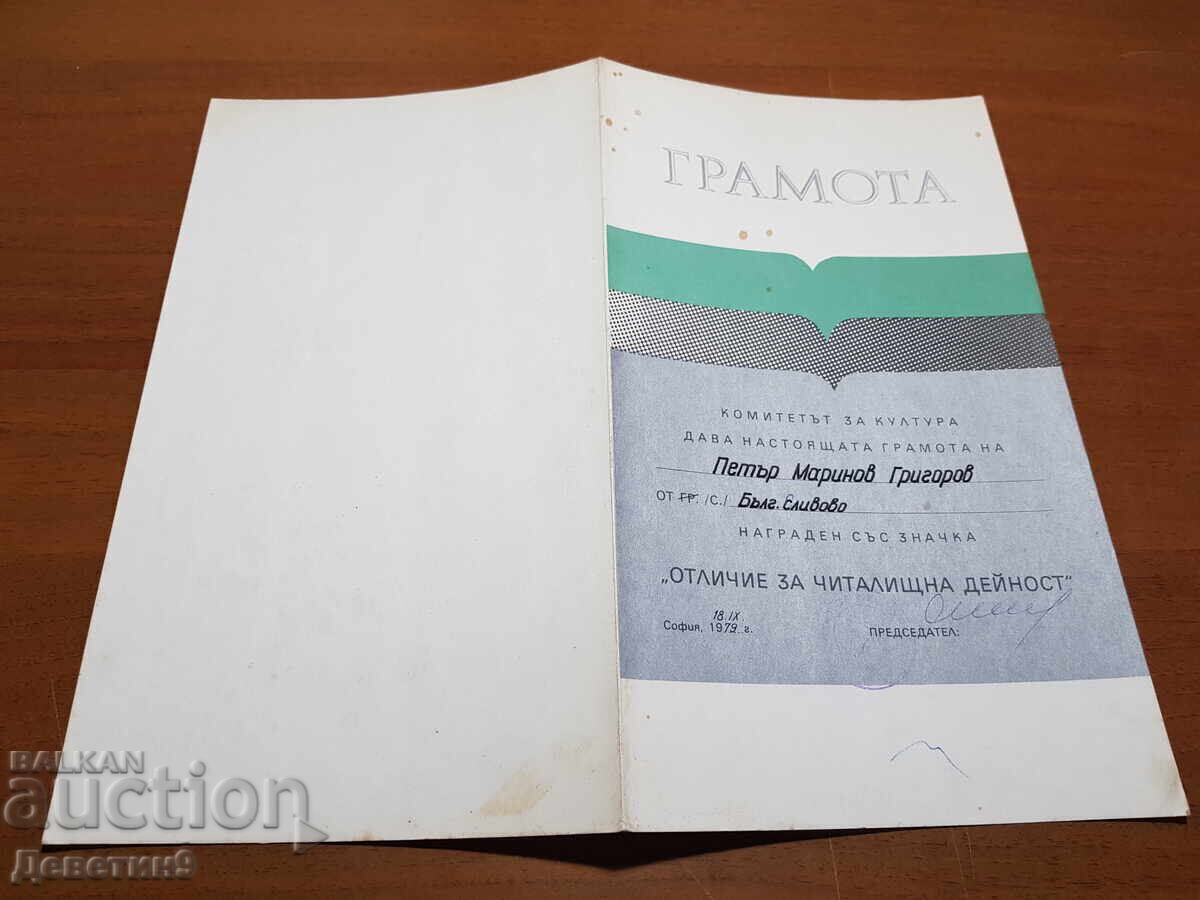 ГРАМОТА
КОМИТЕТЪТ ЗА КУЛТУРА
ДАВА НАСТОЯЩАТА ГРАМОТА НА
Петър Маринов Григоров
ОТ ГР. /С./ Бълг. Сливово
НАГРАДЕН СЪС ЗНАЧКА
„ОТЛИЧИЕ ЗА ЧИТАЛИЩНА ДЕЙНОСТ“
18. IX
София, 1979 г.
ПРЕДСЕДАТЕЛ:
BALKAN
auction
Деветин9